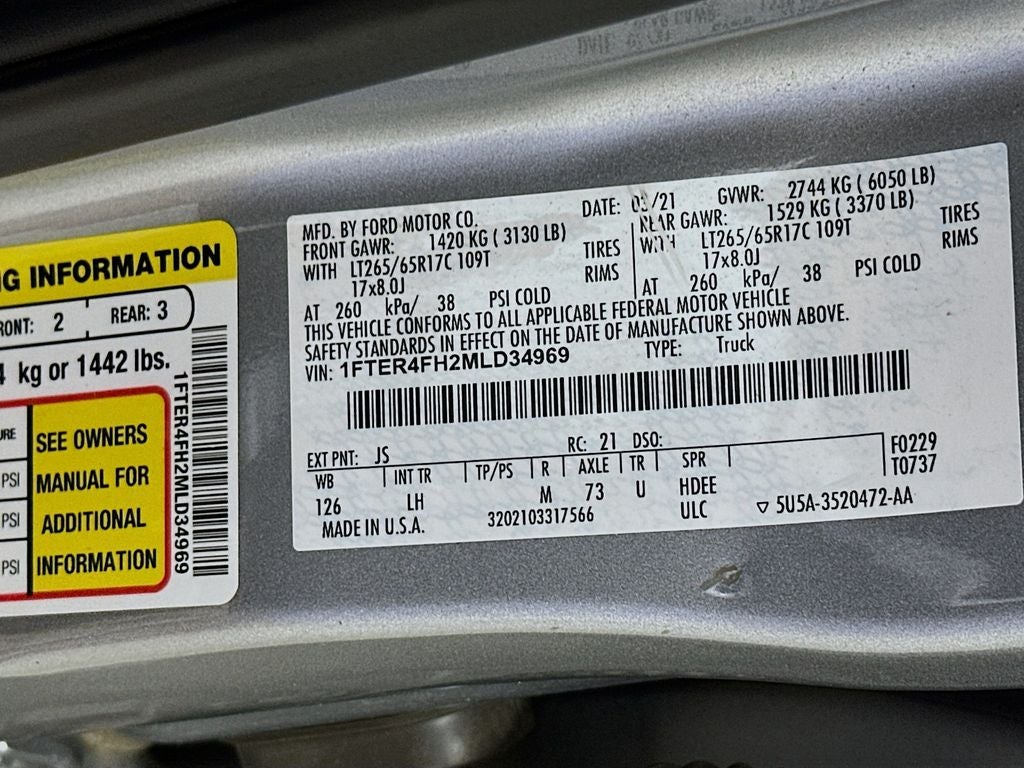 G INFORMATION
RONT: 2 REAR: 3
kg or 1442 lbs.
URE
PSI
PSI
PSI
SEE OWNERS
MANUAL FOR
ADDITIONAL
INFORMATION
1FTER4FH2MLD34969
MFD. BY FORD MOTOR CO.
DATE: /21
GVWR: 2744 KG ( 6050 LB)
FRONT GAWR: 1420 KG ( 3130 LB)
REAR GAWR: 1529 KG ( 3370 LB)
WITH LT265/65R17C 109T TIRES
WITH LT265/65R17C 109T TIRES
17x8.0J RIMS
17x8.0J RIMS
AT 260 kPa/ 38 PSI COLD
AT 260 kPa/ 38 PSI COLD
THIS VEHICLE CONFORMS TO ALL APPLICABLE FEDERAL MOTOR VEHICLE
SAFETY STANDARDS IN EFFECT ON THE DATE OF MANUFACTURE SHOWN ABOVE.
VIN: 1FTER4FH2MLD34969
TYPE: Truck
EXT PNT: JS RC: 21 DSO:
WB INT TR TP/PS R AXLE TR SPR
126 LH M 73 U HDEE
F0229
T0737
MADE IN U.S.A. 3202103317566 ULC ▽ 5U5A-3520472-AA